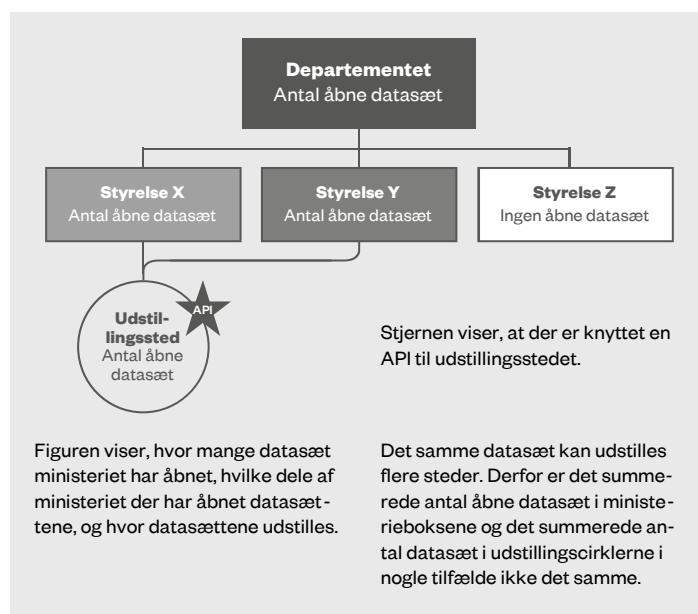 Departementet
Antal åbne datasæt
Styrelse X
Antal åbne datasæt
Styrelse Y
Antal åbne datasæt
Styrelse Z
Ingen åbne datasæt
API
Udstil-
lingssted
Antal åbne
datasæt
Stjernen viser, at der er knyttet en
API til udstillingsstedet.
Figuren viser, hvor mange datasæt
ministeriet har åbnet, hvilke dele af
ministeriet der har åbnet datasæt-
tene, og hvor datasættene udstilles.
Det samme datasæt kan udstilles
flere steder. Derfor er det summe-
rede antal åbne datasæt i ministe-
rieboksene og det summerede an-
tal datasæt i udstillingscirklerne i
nogle tilfælde ikke det samme.